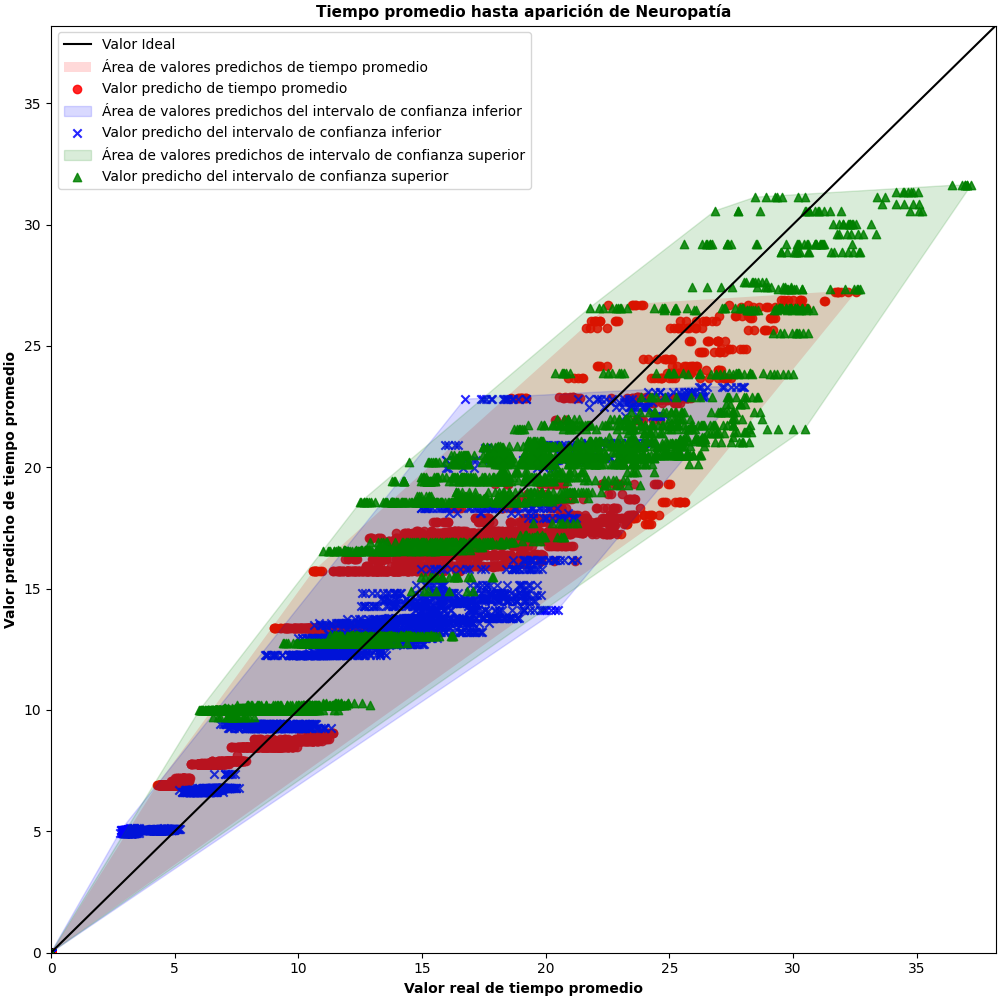 Tiempo promedio hasta aparición de Neuropatía
Valor Ideal
Área de valores predichos de tiempo promedio
Valor predicho de tiempo promedio
Área de valores predichos del intervalo de confianza inferior
Valor predicho del intervalo de confianza inferior
Área de valores predichos de intervalo de confianza superior
Valor predicho del intervalo de confianza superior
Valor predicho de tiempo promedio
35
30
25
20
15
10
5
0
0 5 10 15 20 25 30 35
Valor real de tiempo promedio